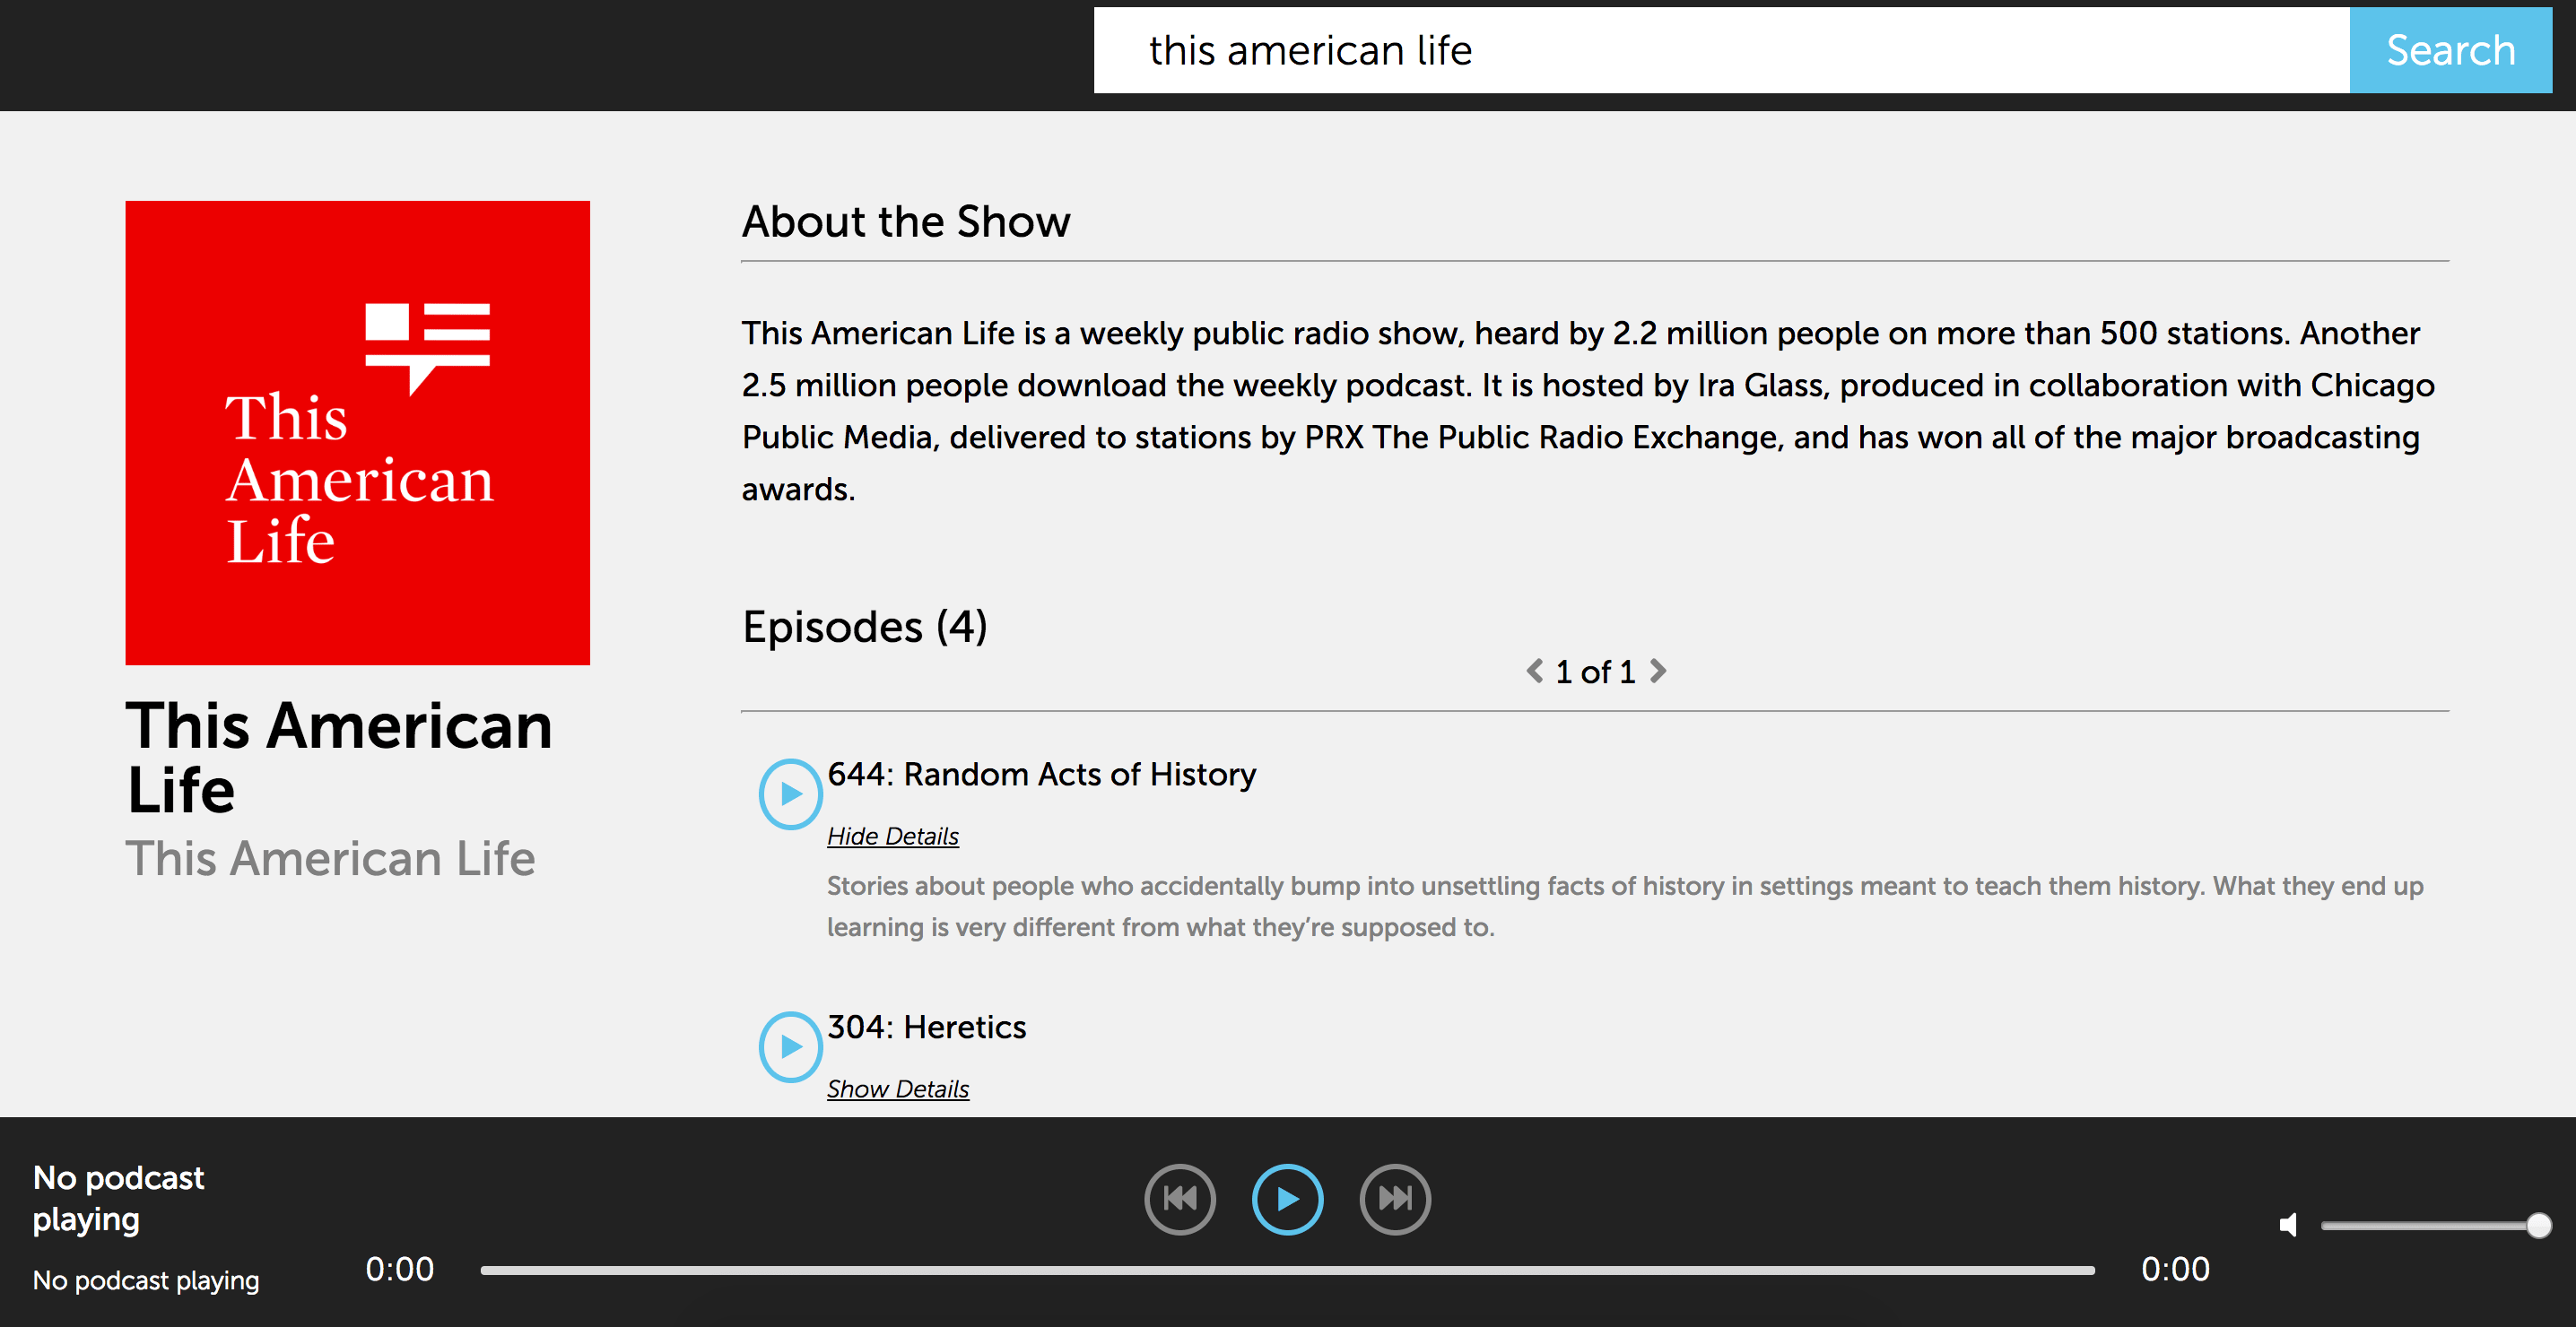 this american life
Search
This
American
Life
This American
Life
This American Life
About the Show
This American Life is a weekly public radio show, heard by 2.2 million people on more than 500 stations. Another
2.5 million people download the weekly podcast. It is hosted by Ira Glass, produced in collaboration with Chicago
Public Media, delivered to stations by PRX The Public Radio Exchange, and has won all of the major broadcasting
awards.
Episodes (4)
1 of 1
644: Random Acts of History
Hide Details
Stories about people who accidentally bump into unsettling facts of history in settings meant to teach them history. What they end up
learning is very different from what they’re supposed to.
304: Heretics
Show Details
No podcast
playing
No podcast playing
0:00
0:00